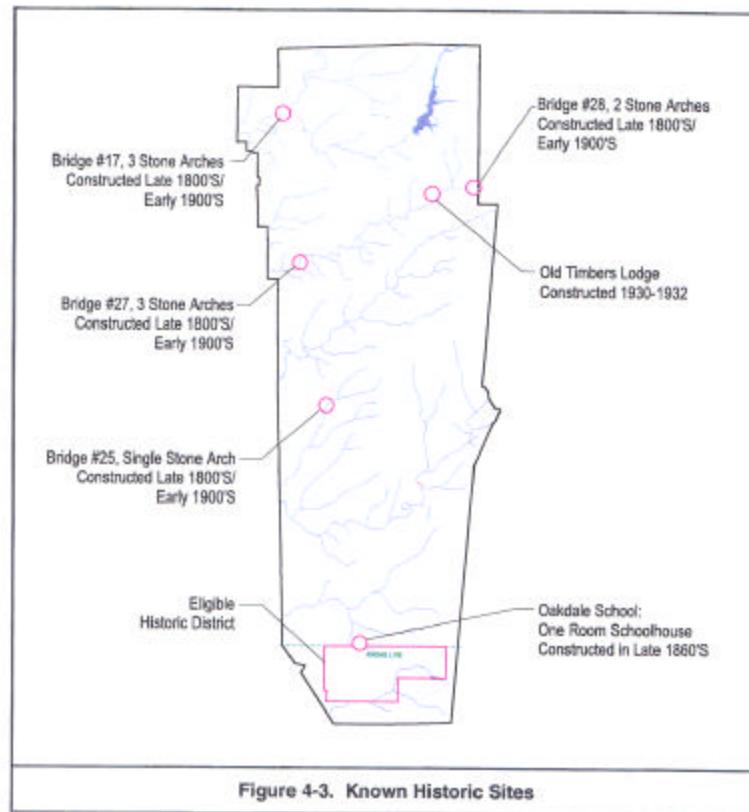 Bridge #28, 2 Stone Arches
Constructed Late 1800'S/
Early 1900'S
Bridge #17, 3 Stone Arches
Constructed Late 1800'S/
Early 1900'S
Old Timbers Lodge
Constructed 1930-1932
Bridge #27, 3 Stone Arches
Constructed Late 1800'S/
Early 1900'S
Bridge #25, Single Stone Arch
Constructed Late 1800'S/
Early 1900'S
Eligible
Historic District
Oakdale School:
One Room Schoolhouse
Constructed in Late 1860'S
FIRING LINE
Figure 4-3. Known Historic Sites